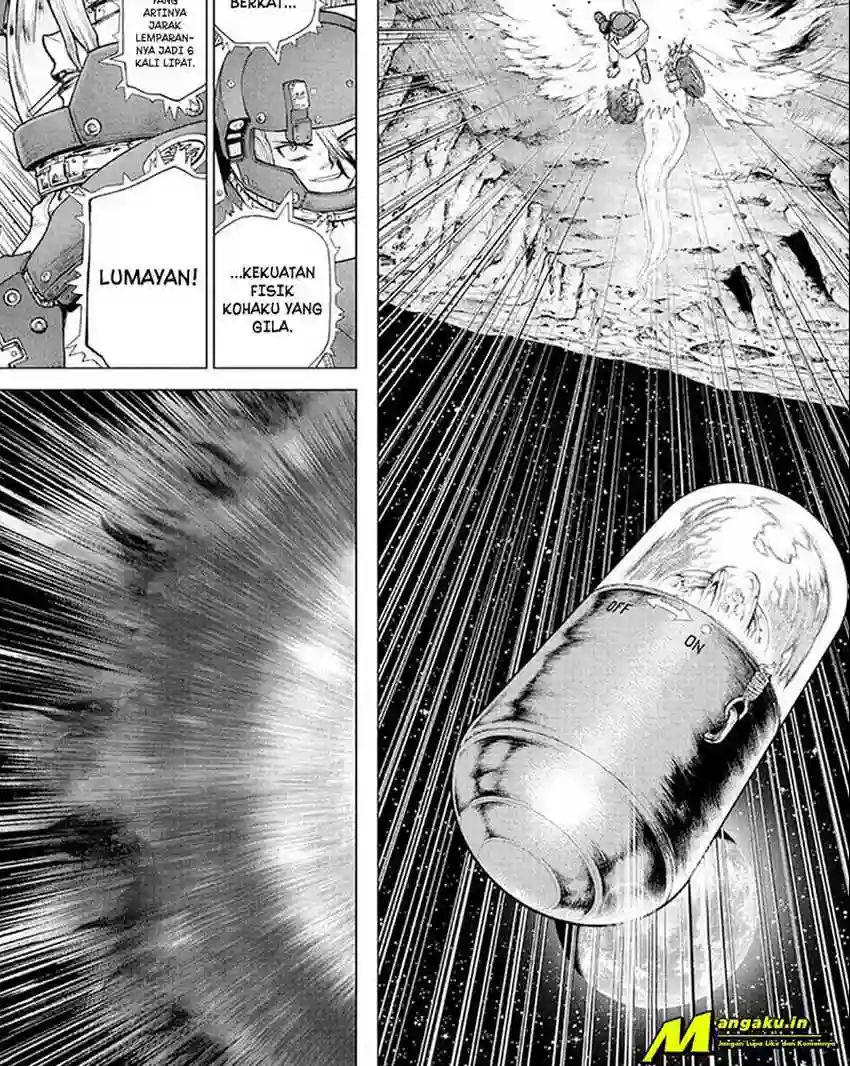 YANG
ARTINYA
JARAK
LEMPARAN-
NYA JADI 6
KALI LIPAT.
BERKAT...
LUMAYAN!
...KEKUATAN
FISIK
KOHAKU YANG
GILA.
OFF
ON
Mangaku.in
Jangan Lupa Like dan Komennya